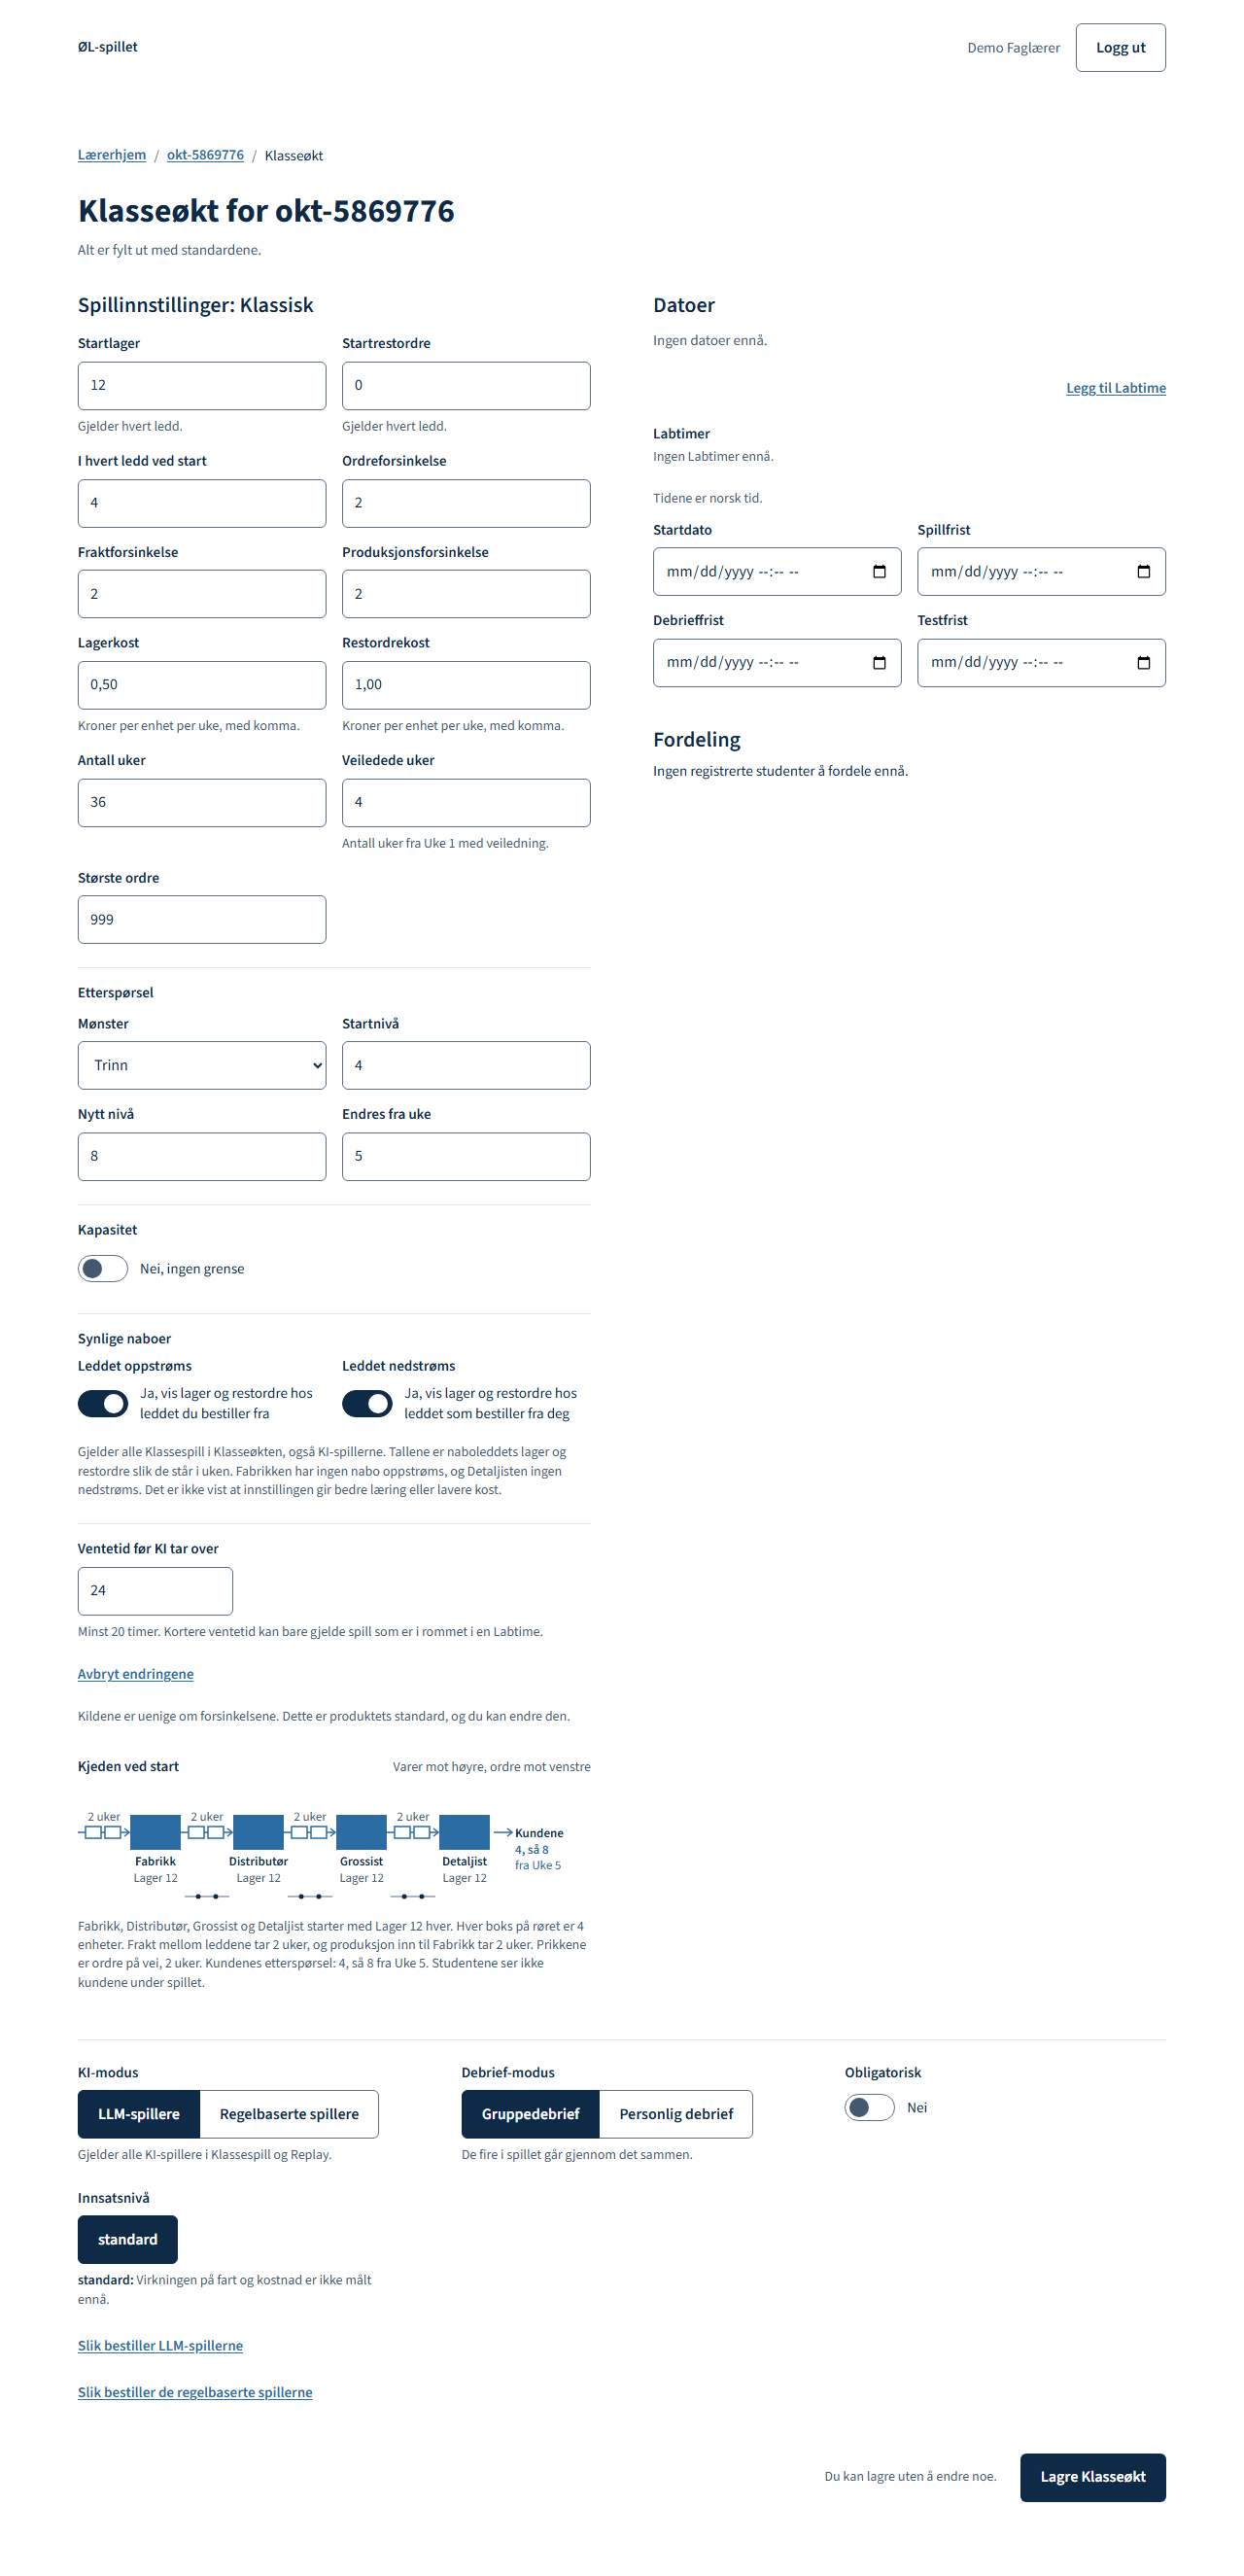 ØL-spillet
Demo Faglærer
Logg ut
Lærerhjem / okt-5869776 / Klasseøkt
Klasseøkt for okt-5869776
Alt er fylt ut med standardene.
Spillinnstillinger: Klassisk
Startlager
Startrestordre
12
0
Gjelder hvert ledd.
Gjelder hvert ledd.
I hvert ledd ved start
Ordreforsinkelse
4
2
Fraktforsinkelse
Produksjonsforsinkelse
2
2
Lagerkost
Restordrekost
0,50
1,00
Kroner per enhet per uke, med komma.
Kroner per enhet per uke, med komma.
Antall uker
Veiledede uker
36
4
Antall uker fra Uke 1 med veiledning.
Største ordre
999
Etterspørsel
Mønster
Startnivå
Trinn
4
Nytt nivå
Endres fra uke
8
5
Kapasitet
Nei, ingen grense
Synlige naboer
Leddet oppstrøms
Leddet nedstrøms
Ja, vis lager og restordre hos
leddet du bestiller fra
Ja, vis lager og restordre hos
leddet som bestiller fra deg
Gjelder alle Klassespill i Klasseøkten, også KI-spillerne. Tallene er naboleddets lager og
restordre slik de står i uken. Fabrikken har ingen nabo oppstrøms, og Detaljisten ingen
nedstrøms. Det er ikke vist at innstillingen gir bedre læring eller lavere kost.
Ventetid før KI tar over
24
Minst 20 timer. Kortere ventetid kan bare gjelde spill som er i rommet i en Labtime.
Avbryt endringene
Kildene er uenige om forsinkelsene. Dette er produktets standard, og du kan endre den.
Kjeden ved start
Varer mot høyre, ordre mot venstre
2 uker
2 uker
2 uker
2 uker
Kundene
4, så 8
fra Uke 5
Fabrikk
Distributør
Grossist
Detaljist
Lager 12
Lager 12
Lager 12
Lager 12
Fabrikk, Distributør, Grossist og Detaljist starter med Lager 12 hver. Hver boks på røret er 4
enheter. Frakt mellom leddene tar 2 uker, og produksjon inn til Fabrikk tar 2 uker. Prikkene
er ordre på vei, 2 uker. Kundenes etterspørsel: 4, så 8 fra Uke 5. Studentene ser ikke
kundene under spillet.
Datoer
Ingen datoer ennå.
Legg til Labtime
Labtimer
Ingen Labtimer ennå.
Tidene er norsk tid.
Startdato
Spillfrist
mm/dd/yyyy --:-- --
mm/dd/yyyy --:-- --
Debrieffrist
Testfrist
mm/dd/yyyy --:-- --
mm/dd/yyyy --:-- --
Fordeling
Ingen registrerte studenter å fordele ennå.
KI-modus
LLM-spillere
Regelbaserte spillere
Gjelder alle KI-spillere i Klassespill og Replay.
Innsatsnivå
standard
standard: Virkningen på fart og kostnad er ikke målt
ennå.
Slik bestiller LLM-spillerne
Slik bestiller de regelbaserte spillerne
Debrief-modus
Gruppedebrief
Personlig debrief
De fire i spillet går gjennom det sammen.
Obligatorisk
Nei
Du kan lagre uten å endre noe.
Lagre Klasseøkt